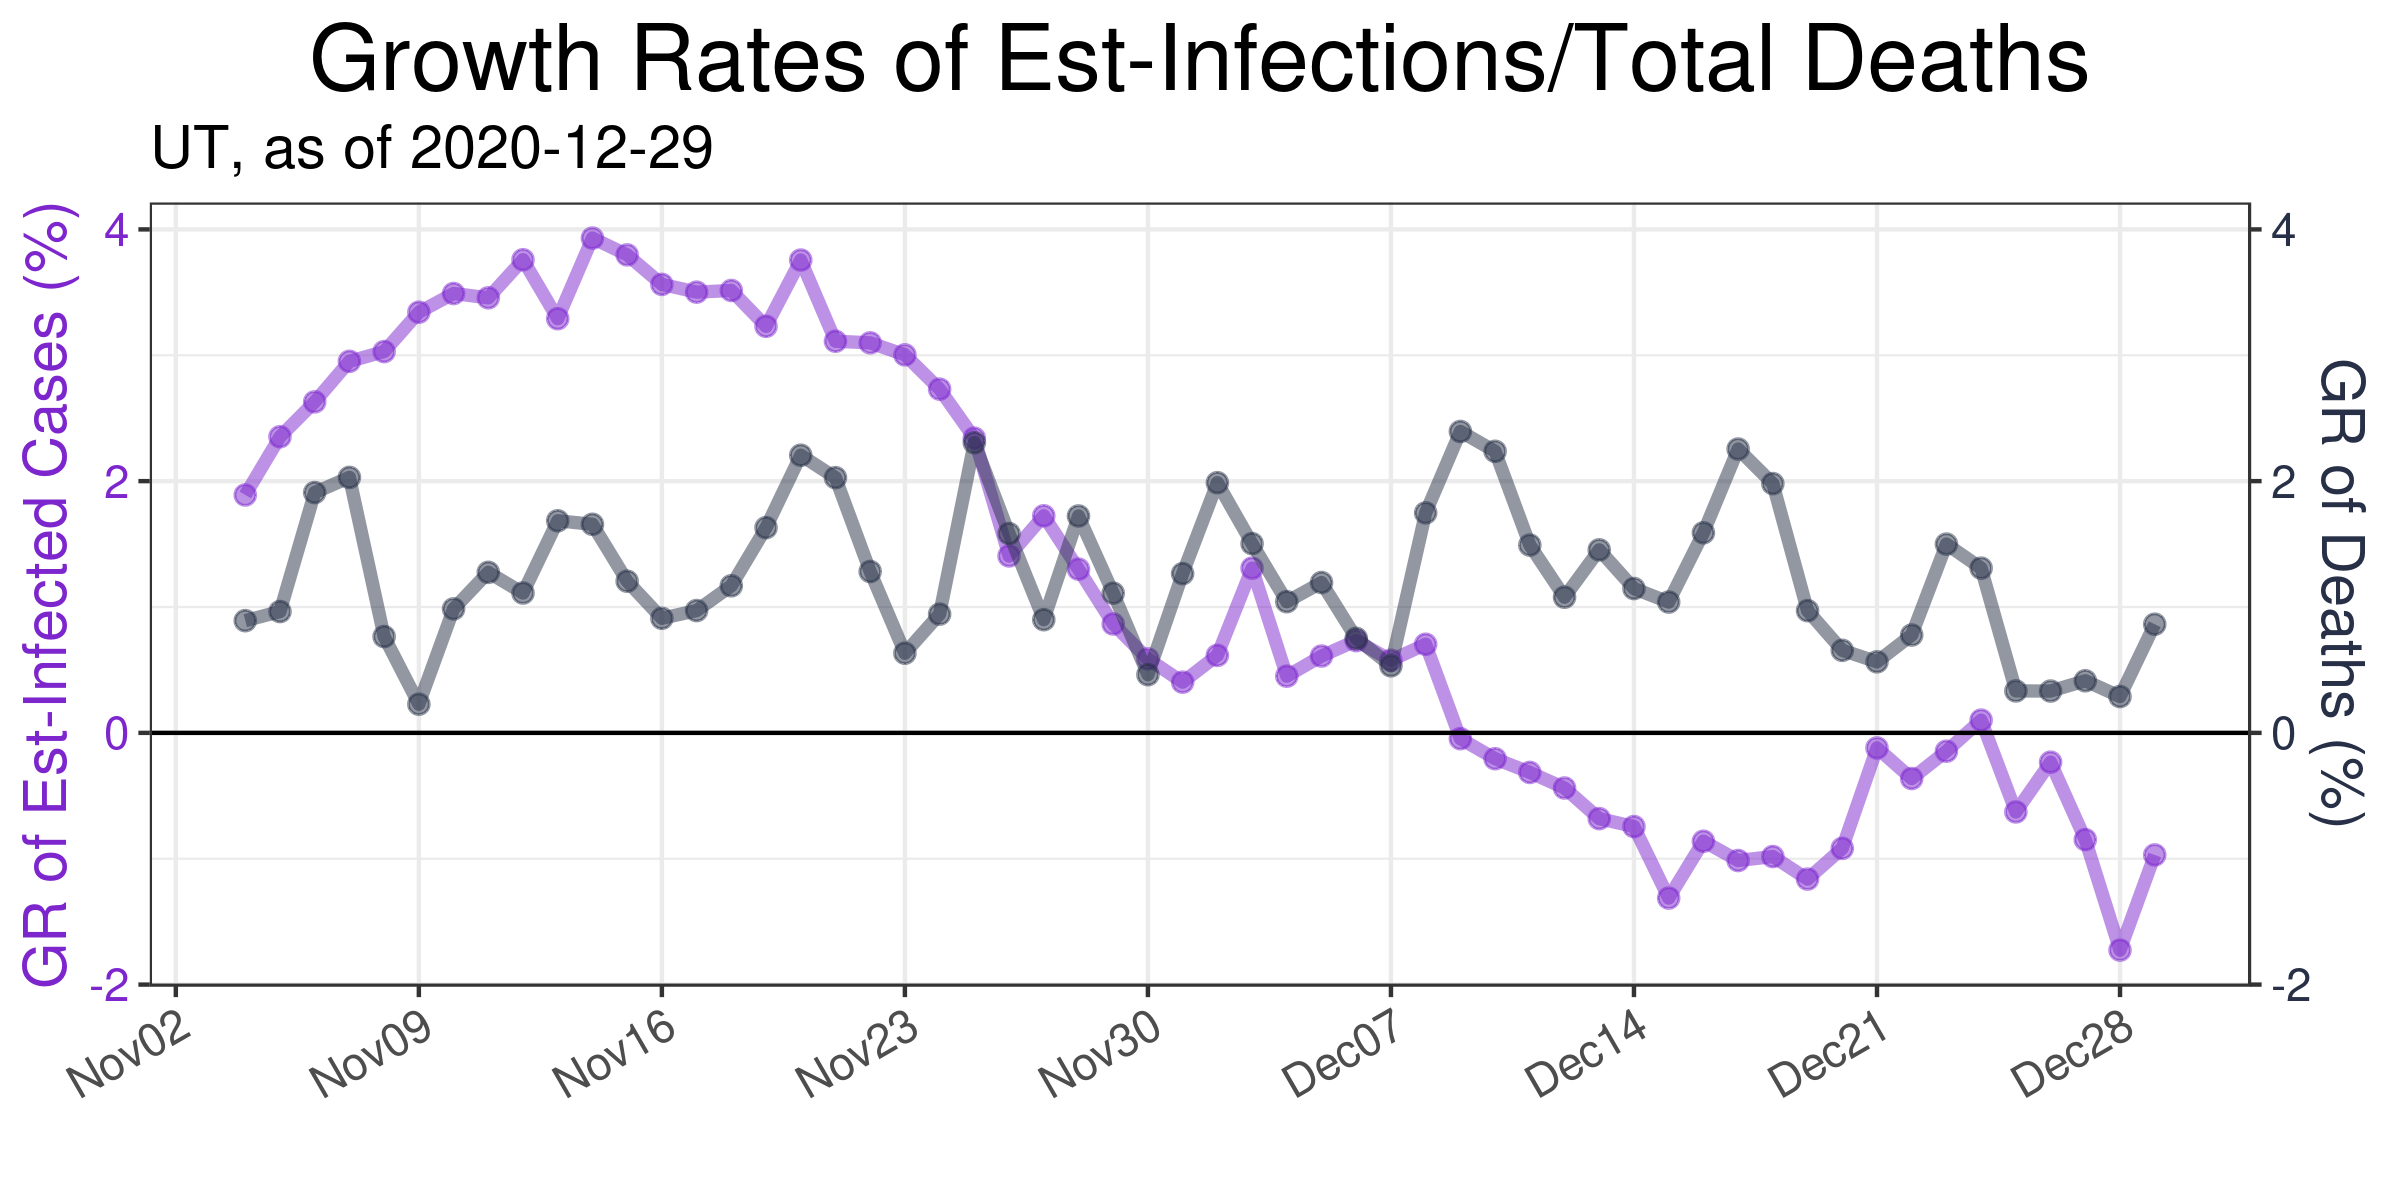 Growth Rates of Est-Infections/Total Deaths
UT, as of 2020-12-29
GR of Est-Infected Cases (%)
4
2
0
-2
4
2
0
-2
GR of Deaths (%)
Nov02
Nov09
Nov16
Nov23
Nov30
Dec07
Dec14
Dec21
Dec28